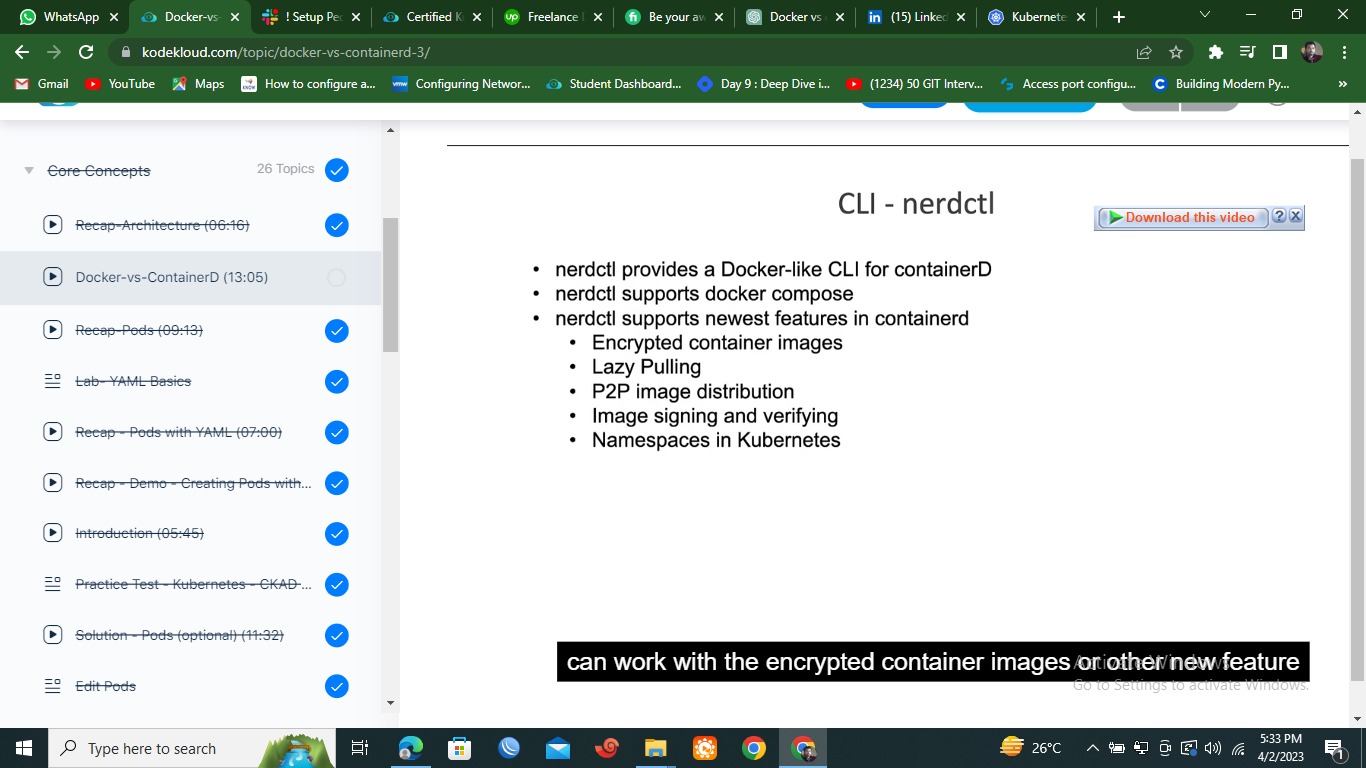 WhatsApp
Docker-vs-
! Setup Pe
Certified K
Freelance
Be your aw
Docker vs
(15) Linked
Kubernete
kodekloud.com/topic/docker-vs-containerd-3/
Gmail
YouTube
Maps
How to configure a...
Configuring Networ...
Student Dashboard...
Day 9 : Deep Dive i...
(1234) 50 GIT Interv...
Access port configu...
Building Modern Py...
»
Core Concepts
26 Topics
Recap-Architecture (06:16)
Docker-vs-ContainerD (13:05)
Recap-Pods (09:13)
Lab- YAML Basics
Recap - Pods with YAML (07:00)
Recap - Demo - Creating Pods with...
Introduction (05:45)
Practice Test - Kubernetes - CKAD ...
Solution - Pods (optional) (11:32)
Edit Pods
CLI - nerdctl
Download this video
• nerdctl provides a Docker-like CLI for containerD
• nerdctl supports docker compose
• nerdctl supports newest features in containerd
• Encrypted container images
• Lazy Pulling
• P2P image distribution
• Image signing and verifying
• Namespaces in Kubernetes
can work with the encrypted container images or other new feature
Activate Windows
Go to Settings to activate Windows.
Type here to search
26°C
5:33 PM
4/2/2023
1